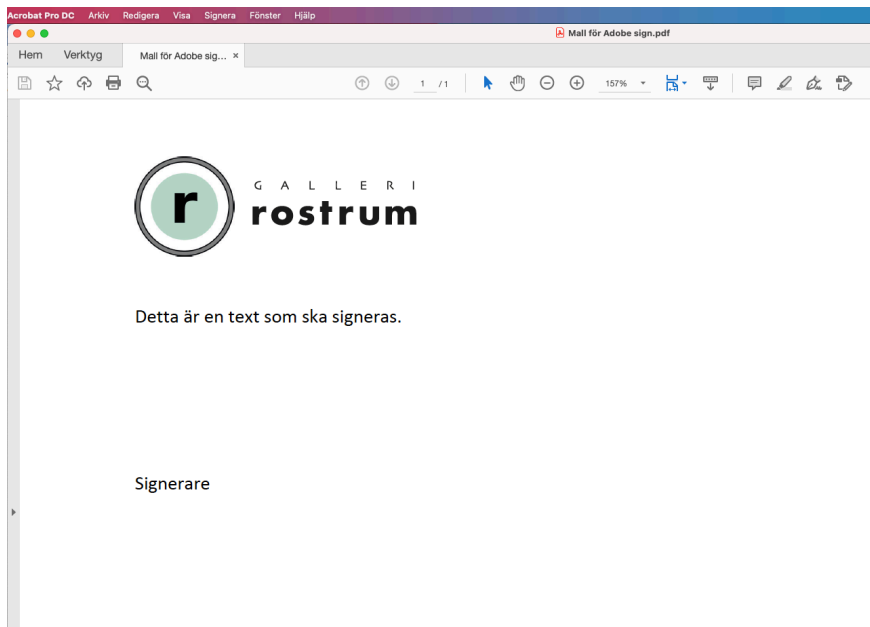 Acrobat Pro DC Arkiv Redigera Visa Signera Fönster Hjälp
Mall för Adobe sign.pdf
Hem Verktyg Mall för Adobe sig... ×
1 /1 157%
r
GALLERI
rostrum
Detta är en text som ska signeras.
Signerare